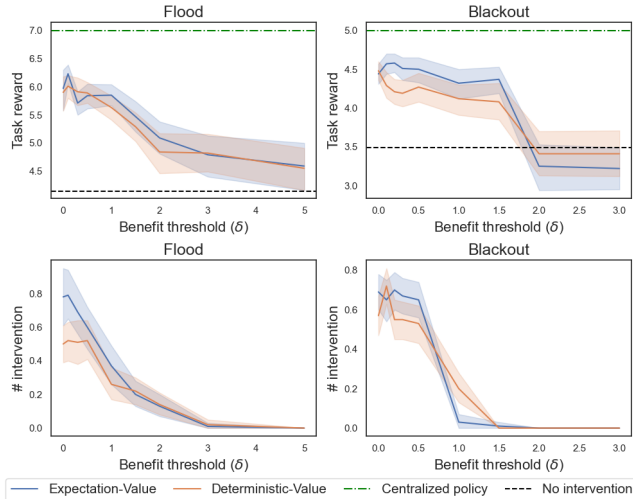 Flood
Blackout
Task reward
7.0
6.5
6.0
5.5
5.0
4.5
0 1 2 3 4 5
Benefit threshold (δ)
Task reward
5.0
4.5
4.0
3.5
3.0
0.0 0.5 1.0 1.5 2.0 2.5 3.0
Benefit threshold (δ)
Flood
Blackout
# intervention
0.8
0.6
0.4
0.2
0.0
0 1 2 3 4 5
Benefit threshold (δ)
# intervention
0.8
0.6
0.4
0.2
0.0
0.0 0.5 1.0 1.5 2.0 2.5 3.0
Benefit threshold (δ)
Expectation-Value Deterministic-Value Centralized policy No intervention